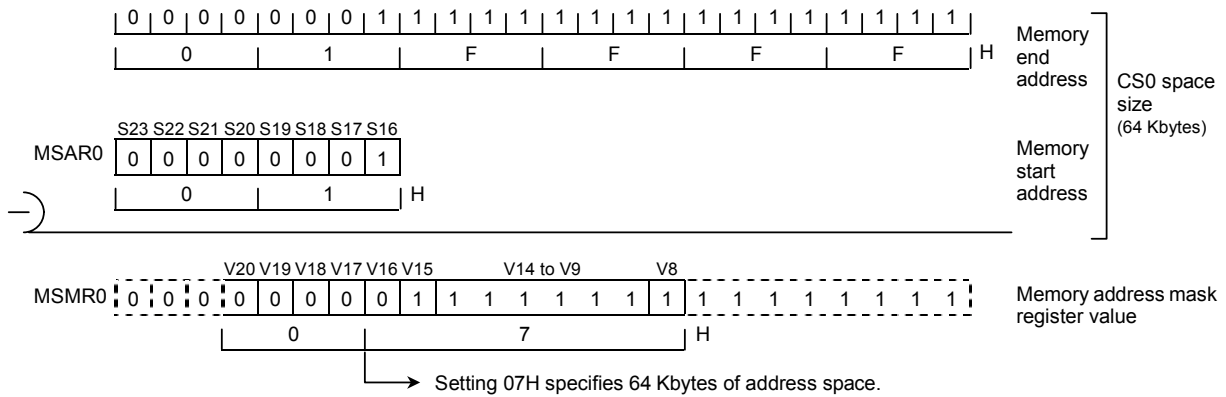 0 0 0 0 0 0 0 1 1 1 1 1 1 1 1 1 1 1 1 1 1 1 1 1
0 1 F F F F H
Memory end address
CS0 space size (64 Kbytes)
S23 S22 S21 S20 S19 S18 S17 S16
MSAR0 0 0 0 0 0 0 0 1
0 1 H
Memory start address
V20 V19 V18 V17 V16 V15 V14 to V9 V8
MSMR0 0 0 0 0 0 0 0 0 1 1 1 1 1 1 1 1 1 1 1 1 1 1 1 1
Memory address mask register value
0 7 H
Setting 07H specifies 64 Kbytes of address space.